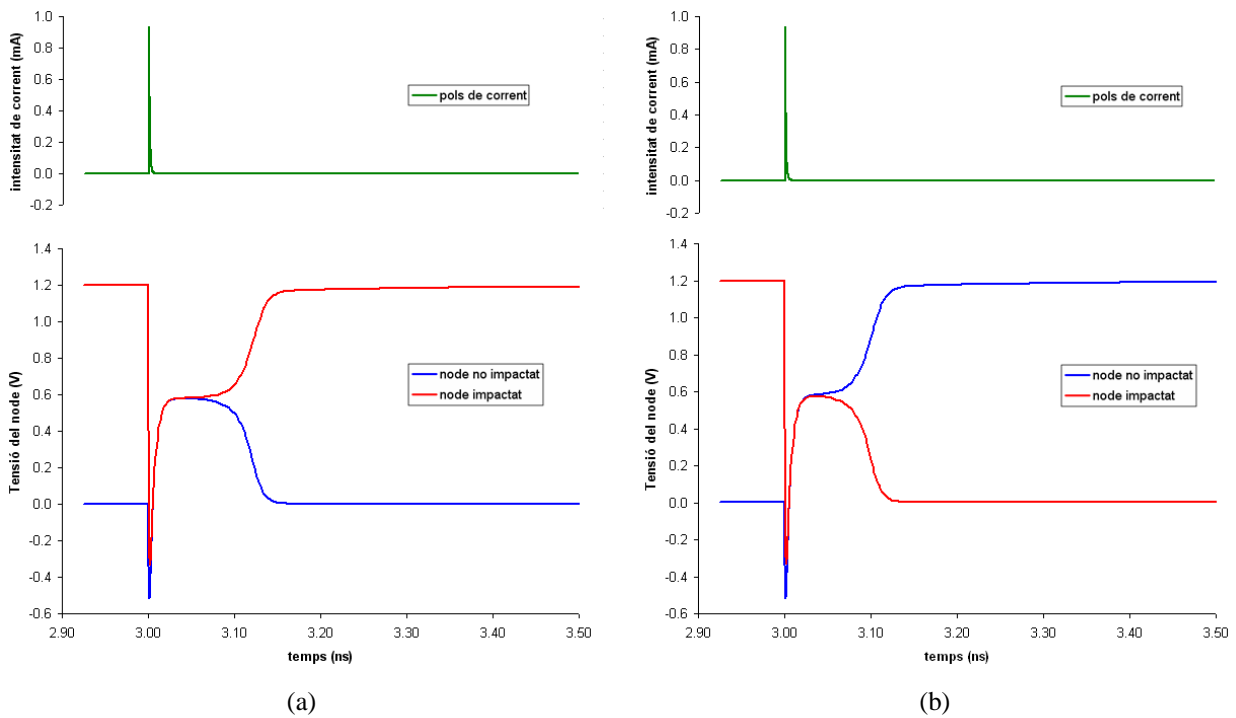 1.0
0.8
0.6
0.4
0.2
0.0
-0.2
intensitat de corrent (mA)
pols de corrent
1.4
1.2
1.0
0.8
0.6
0.4
0.2
0.0
-0.2
-0.4
-0.6
Tensió del node (V)
node no impactat
node impactat
2.90 3.00 3.10 3.20 3.30 3.40 3.50
temps (ns)
(a)
1.0
0.8
0.6
0.4
0.2
0.0
-0.2
intensitat de corrent (mA)
pols de corrent
1.4
1.2
1.0
0.8
0.6
0.4
0.2
0.0
-0.2
-0.4
-0.6
Tensió del node (V)
node no impactat
node impactat
2.90 3.00 3.10 3.20 3.30 3.40 3.50
temps (ns)
(b)